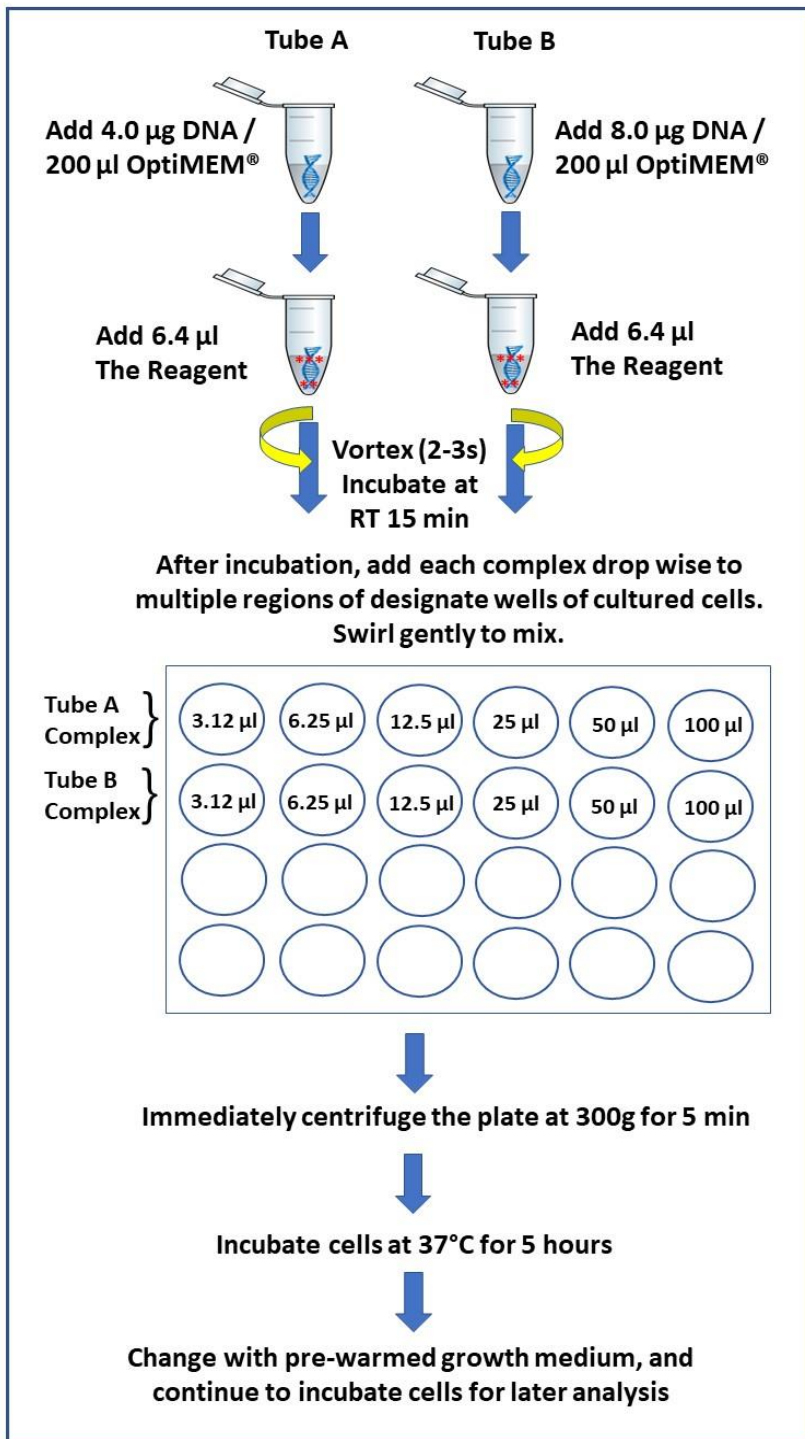 Tube A
Tube B
Add 4.0 µg DNA /
200 µl OptiMEM®
Add 8.0 µg DNA /
200 µl OptiMEM®
Add 6.4 µl
The Reagent
Add 6.4 µl
The Reagent
Vortex (2-3s)
Incubate at
RT 15 min
After incubation, add each complex drop wise to
multiple regions of designate wells of cultured cells.
Swirl gently to mix.
Tube A
Complex
3.12 µl
6.25 µl
12.5 µl
25 µl
50 µl
100 µl
Tube B
Complex
3.12 µl
6.25 µl
12.5 µl
25 µl
50 µl
100 µl
Immediately centrifuge the plate at 300g for 5 min
Incubate cells at 37°C for 5 hours
Change with pre-warmed growth medium, and
continue to incubate cells for later analysis